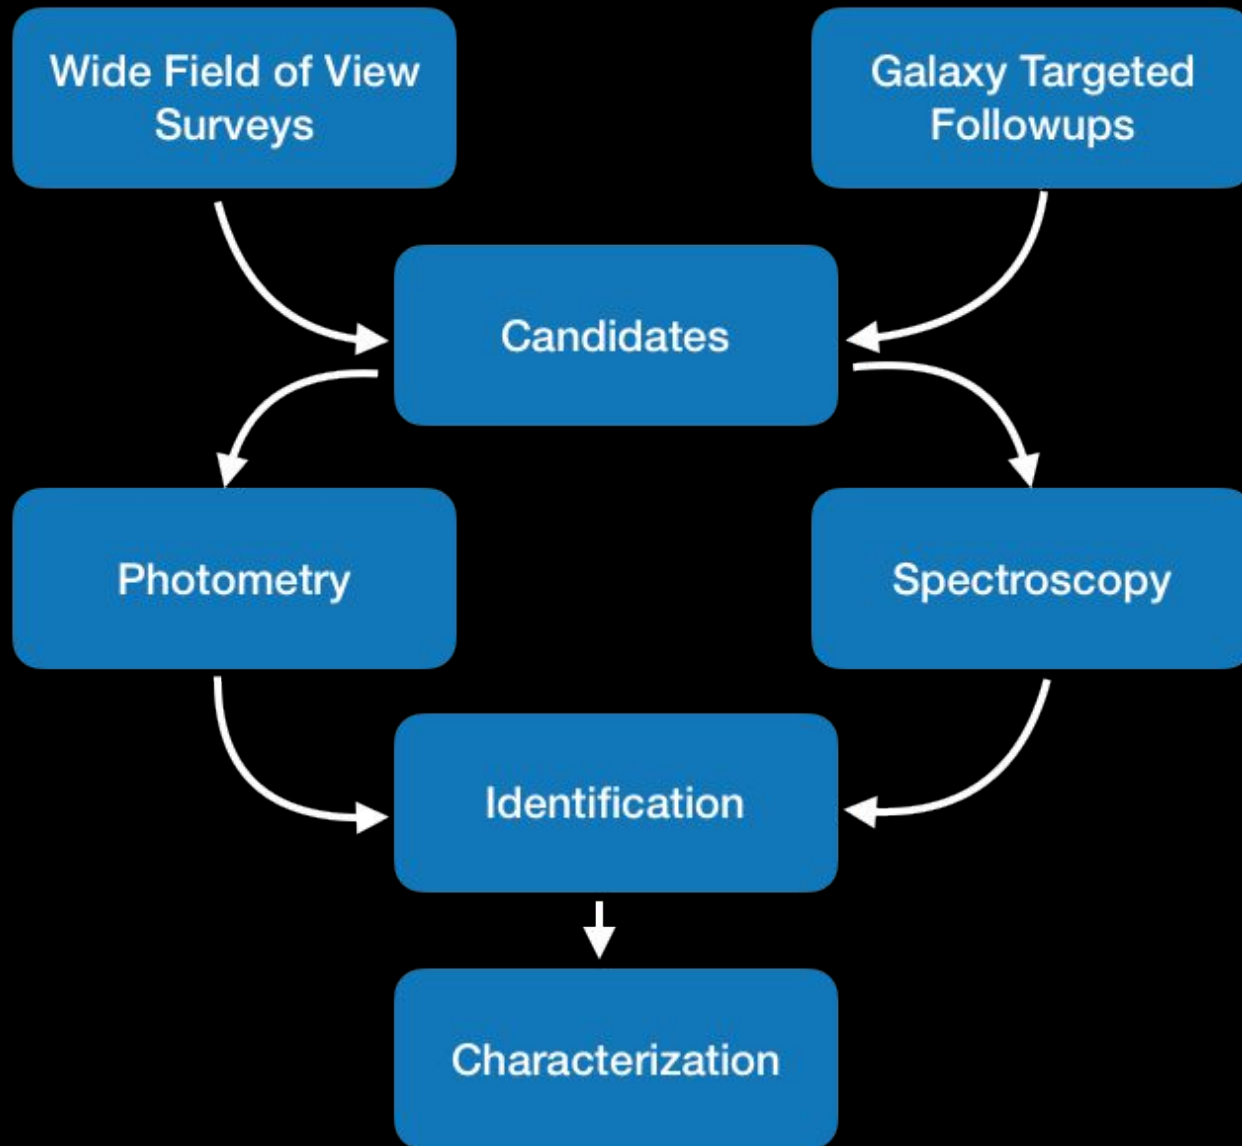 Wide Field of View
Surveys
Galaxy Targeted
Followups
Candidates
Photometry
Spectroscopy
Identification
Characterization